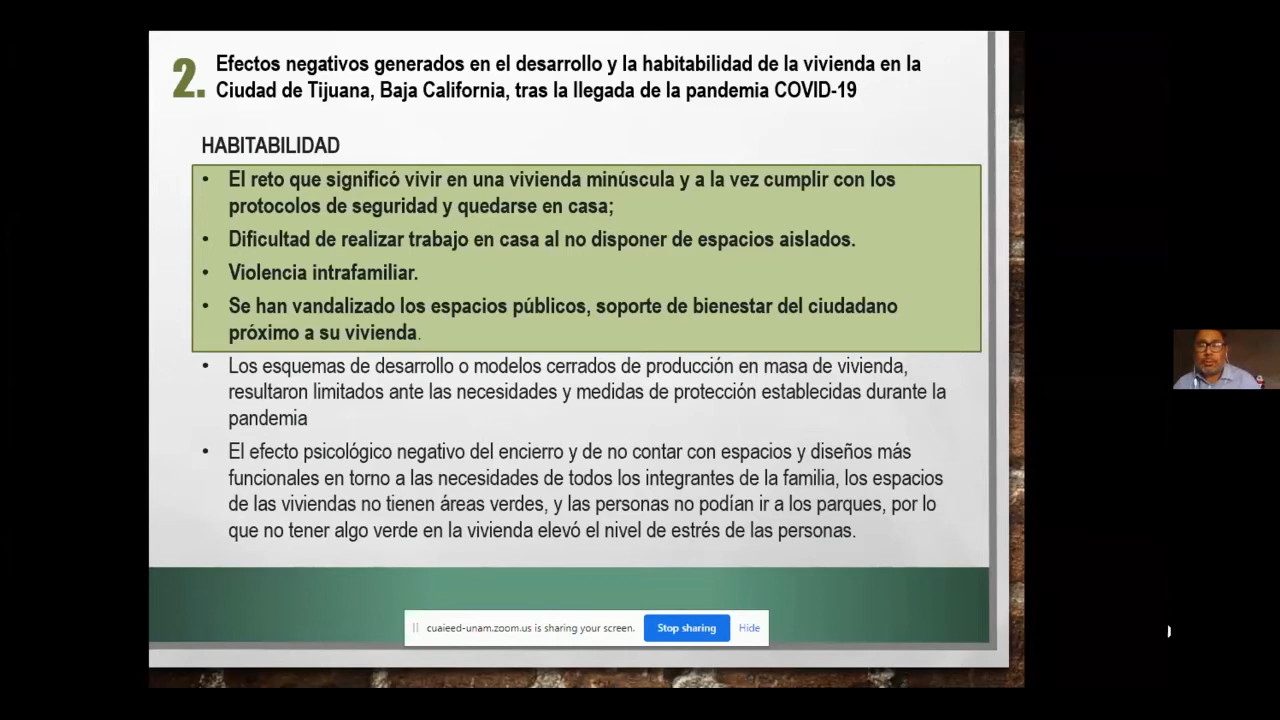 2. Efectos negativos generados en el desarrollo y la habitabilidad de la vivienda en la
Ciudad de Tijuana, Baja California, tras la llegada de la pandemia COVID-19
HABITABILIDAD
• El reto que significó vivir en una vivienda minúscula y a la vez cumplir con los
protocolos de seguridad y quedarse en casa;
• Dificultad de realizar trabajo en casa al no disponer de espacios aislados.
• Violencia intrafamiliar.
• Se han vandalizado los espacios públicos, soporte de bienestar del ciudadano
próximo a su vivienda.
• Los esquemas de desarrollo o modelos cerrados de producción en masa de vivienda,
resultaron limitados ante las necesidades y medidas de protección establecidas durante la
pandemia
• El efecto psicológico negativo del encierro y de no contar con espacios y diseños más
funcionales en torno a las necesidades de todos los integrantes de la familia, los espacios
de las viviendas no tienen áreas verdes, y las personas no podían ir a los parques, por lo
que no tener algo verde en la vivienda elevó el nivel de estrés de las personas.
cuaieed-unam.zoom.us is sharing your screen. Stop sharing Hide